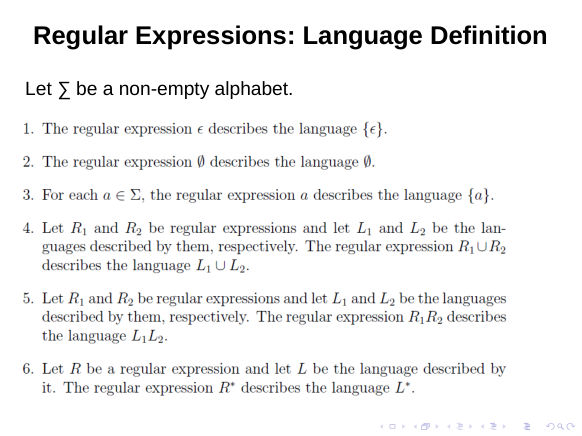 Regular Expressions: Language Definition
Let ∑ be a non-empty alphabet.
1. The regular expression ϵ describes the language {ϵ}.
2. The regular expression ∅ describes the language ∅.
3. For each a ∈ Σ, the regular expression a describes the language {a}.
4. Let R₁ and R₂ be regular expressions and let L₁ and L₂ be the lan-
guages described by them, respectively. The regular expression R₁∪R₂
describes the language L₁ ∪ L₂.
5. Let R₁ and R₂ be regular expressions and let L₁ and L₂ be the languages
described by them, respectively. The regular expression R₁R₂ describes
the language L₁L₂.
6. Let R be a regular expression and let L be the language described by
it. The regular expression R* describes the language L*.